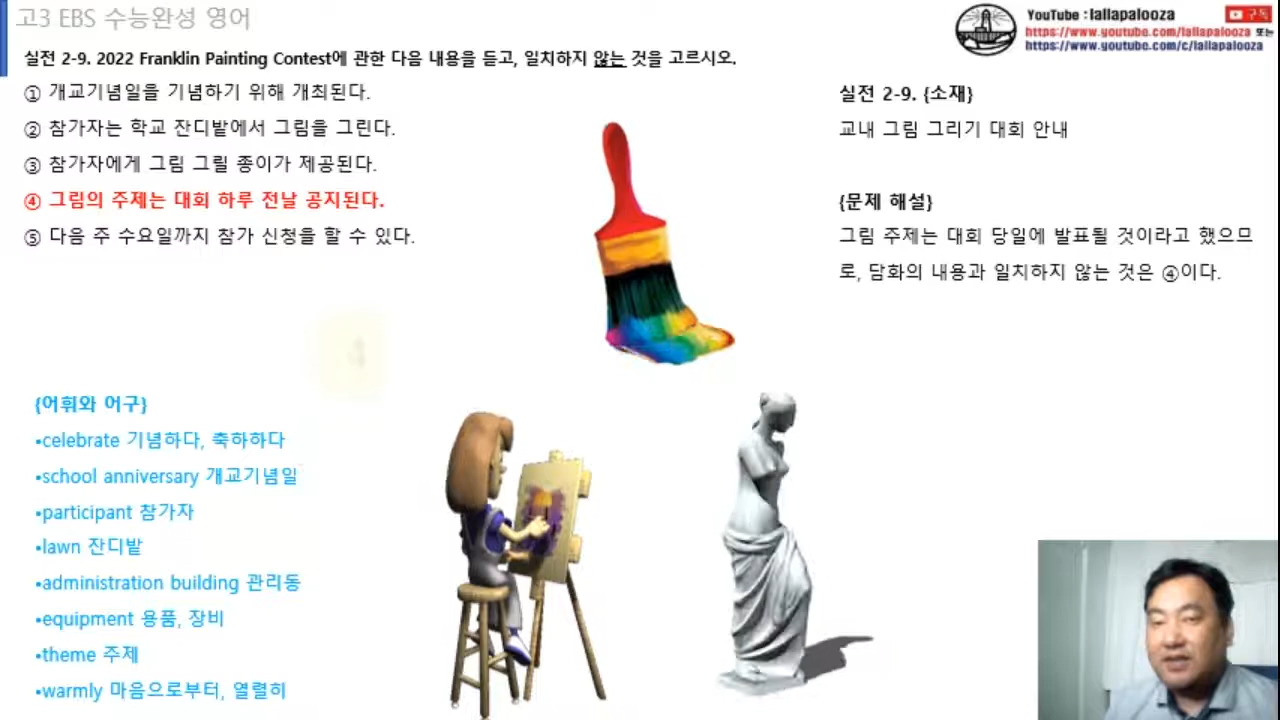 고3 EBS 수능완성 영어
YouTube : lallapalooza
구독
https://www.youtube.com/lallapalooza 또는
https://www.youtube.com/c/lallapalooza
실전 2-9. 2022 Franklin Painting Contest에 관한 다음 내용을 듣고, 일치하지 않는 것을 고르시오.
① 개교기념일을 기념하기 위해 개최된다.
② 참가자는 학교 잔디밭에서 그림을 그린다.
③ 참가자에게 그림 그릴 종이가 제공된다.
④ 그림의 주제는 대회 하루 전날 공지된다.
⑤ 다음 주 수요일까지 참가 신청을 할 수 있다.
실전 2-9. {소재}
교내 그림 그리기 대회 안내
{문제 해설}
그림 주제는 대회 당일에 발표될 것이라고 했으므
로, 담화의 내용과 일치하지 않는 것은 ④이다.
4
{어휘와 어구}
•celebrate 기념하다, 축하하다
•school anniversary 개교기념일
•participant 참가자
•lawn 잔디밭
•administration building 관리동
•equipment 용품, 장비
•theme 주제
•warmly 마음으로부터, 열렬히